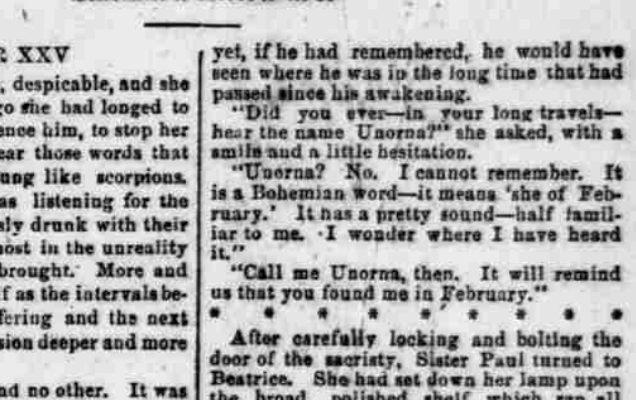 R XXV
, despicable, and she
go she had longed to
ence him, to stop her
ear those words that
ung like scorpions.
as listening for the
sly drunk with their
nost in the unreality
brought. More and
f as the intervals be-
fering and the next
sion deeper and more
nd no other. It was
yet, if he had remembered, he would have
seen where he was in the long time that had
passed since his awakening.
"Did you ever—in your long travels—
hear the name Unorna?" she asked, with a
smile and a little hesitation.
"Unorna? No. I cannot remember. It
is a Bohemian word—it means 'she of Feb-
ruary.' It has a pretty sound—half famil-
iar to me. I wonder where I have heard
it."
"Call me Unorna, then. It will remind
us that you found me in February."
* * * * * * * *
After carefully locking and bolting the
door of the sacristy, Sister Paul turned to
Beatrice. She had set down her lamp upon
the broad, polished shelf which ran all